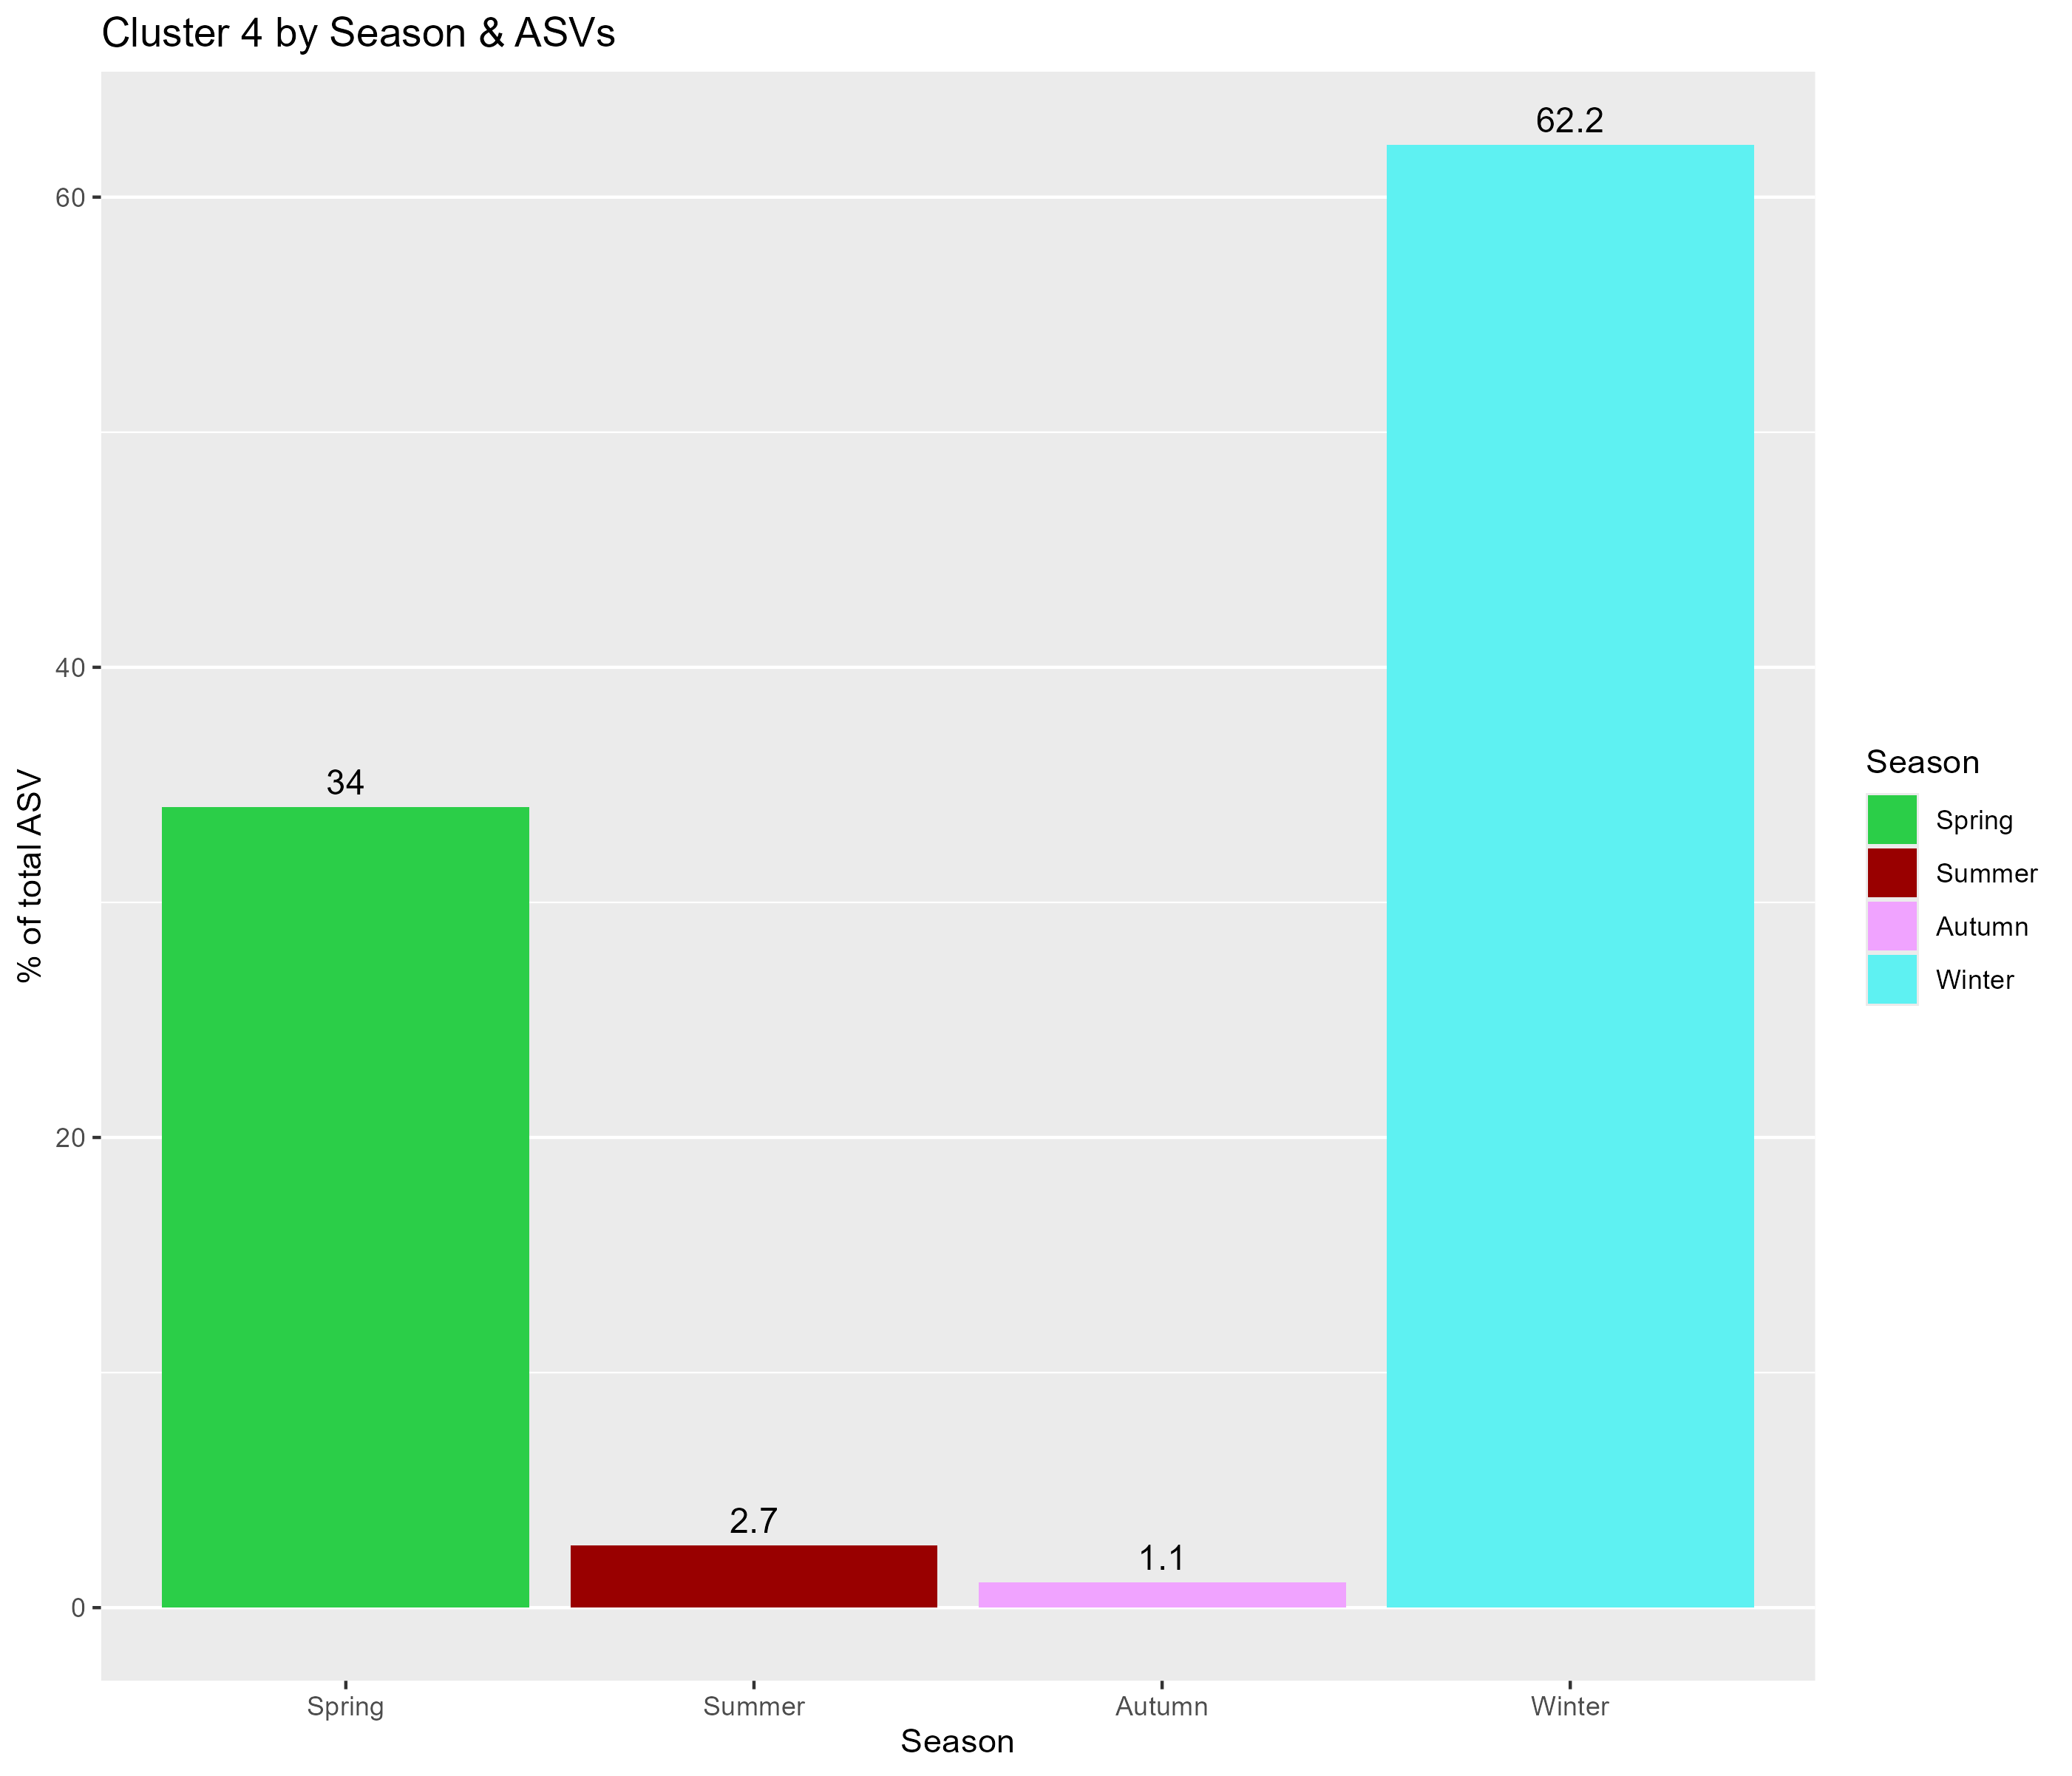 Cluster 4 by Season & ASVs
% of total ASV
60
40
20
0
34
2.7
1.1
62.2
Spring
Summer
Autumn
Winter
Season
Season
Spring
Summer
Autumn
Winter